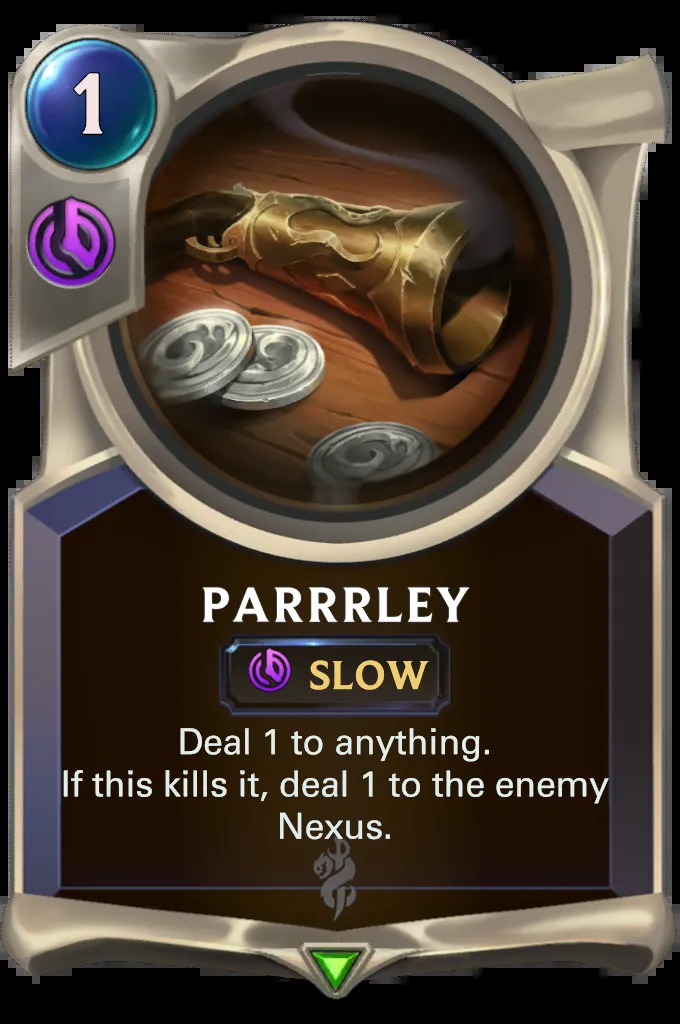 1
PARRRLEY
SLOW
Deal 1 to anything.
If this kills it, deal 1 to the enemy
Nexus.